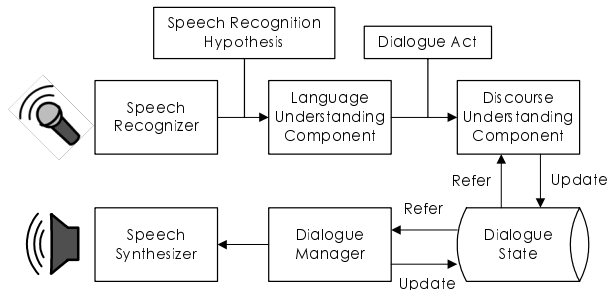 Speech Recognition
Hypothesis
Dialogue Act
Speech
Recognizer
Language
Understanding
Component
Discourse
Understanding
Component
Refer
Update
Speech
Synthesizer
Dialogue
Manager
Refer
Update
Dialogue
State